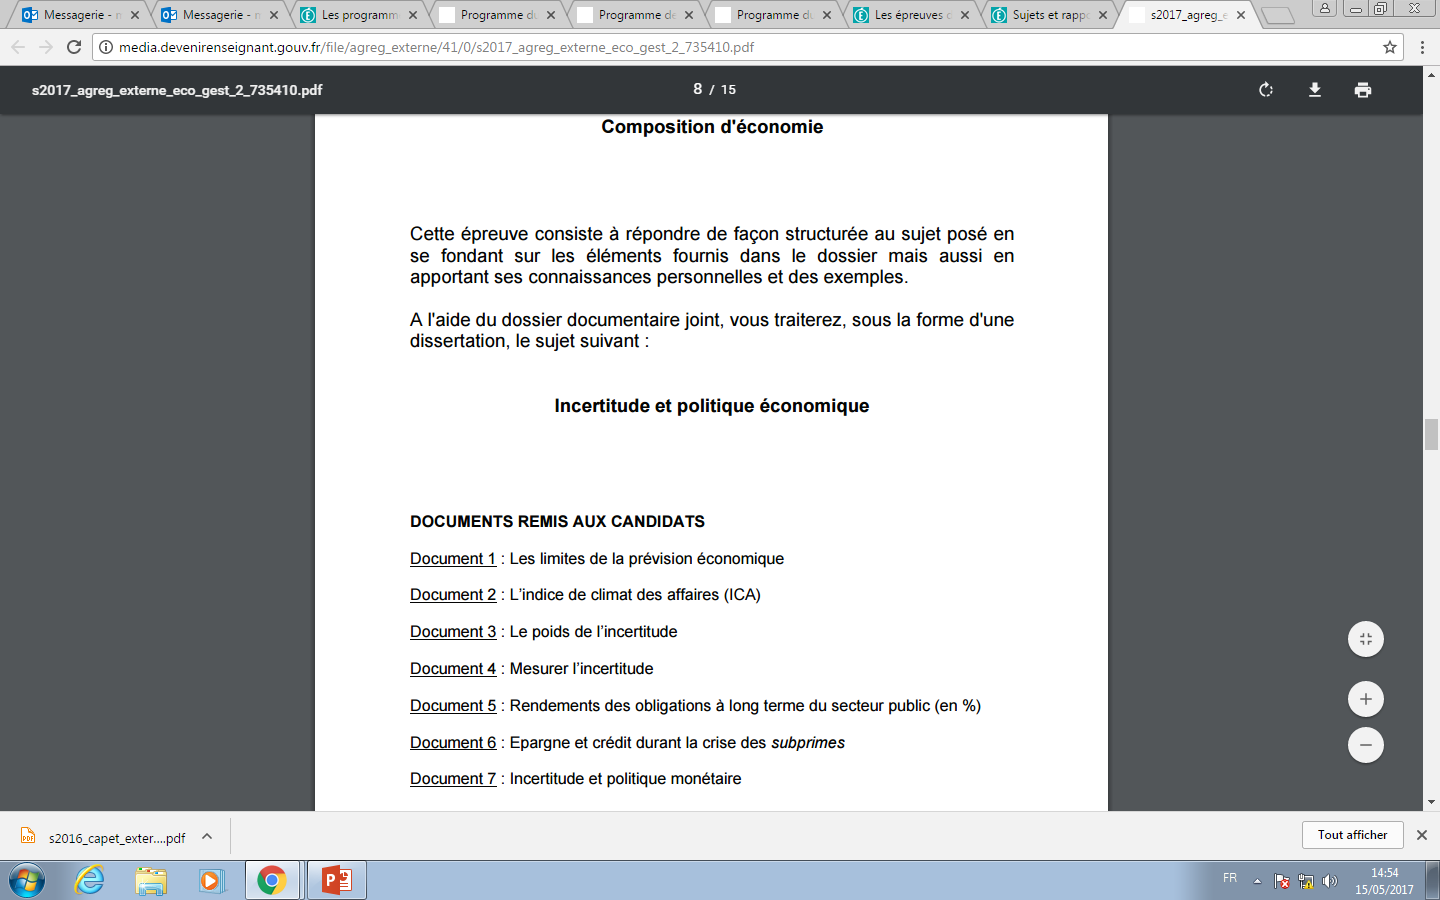 Messagerie - n
Messagerie - n
Les programm
Programme du
Programme de
Programme du
Les épreuves c
Sujets et rapp
s2017_agreg_e
media.devenirenseignant.gouv.fr/file/agreg_externe/41/0/s2017_agreg_externe_eco_gest_2_735410.pdf
s2017_agreg_externe_eco_gest_2_735410.pdf
8 / 15
Composition d'économie
Cette épreuve consiste à répondre de façon structurée au sujet posé en
se fondant sur les éléments fournis dans le dossier mais aussi en
apportant ses connaissances personnelles et des exemples.
A l'aide du dossier documentaire joint, vous traiterez, sous la forme d'une
dissertation, le sujet suivant :
Incertitude et politique économique
DOCUMENTS REMIS AUX CANDIDATS
Document 1 : Les limites de la prévision économique
Document 2 : L'indice de climat des affaires (ICA)
Document 3 : Le poids de l'incertitude
Document 4 : Mesurer l'incertitude
Document 5 : Rendements des obligations à long terme du secteur public (en %)
Document 6 : Epargne et crédit durant la crise des subprimes
Document 7 : Incertitude et politique monétaire
s2016_capet_exter....pdf
Tout afficher
FR
14:54
15/05/2017